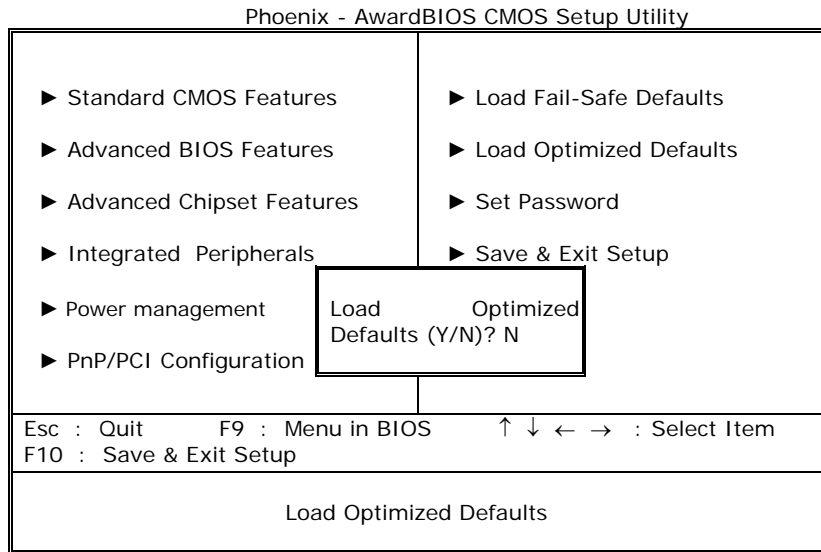 Phoenix - AwardBIOS CMOS Setup Utility
► Standard CMOS Features
► Advanced BIOS Features
► Advanced Chipset Features
► Integrated Peripherals
► Power management
► PnP/PCI Configuration
► Load Fail-Safe Defaults
► Load Optimized Defaults
► Set Password
► Save & Exit Setup
Load Optimized
Defaults (Y/N)? N
Esc : Quit F9 : Menu in BIOS ↑ ↓ ← → : Select Item
F10 : Save & Exit Setup
Load Optimized Defaults